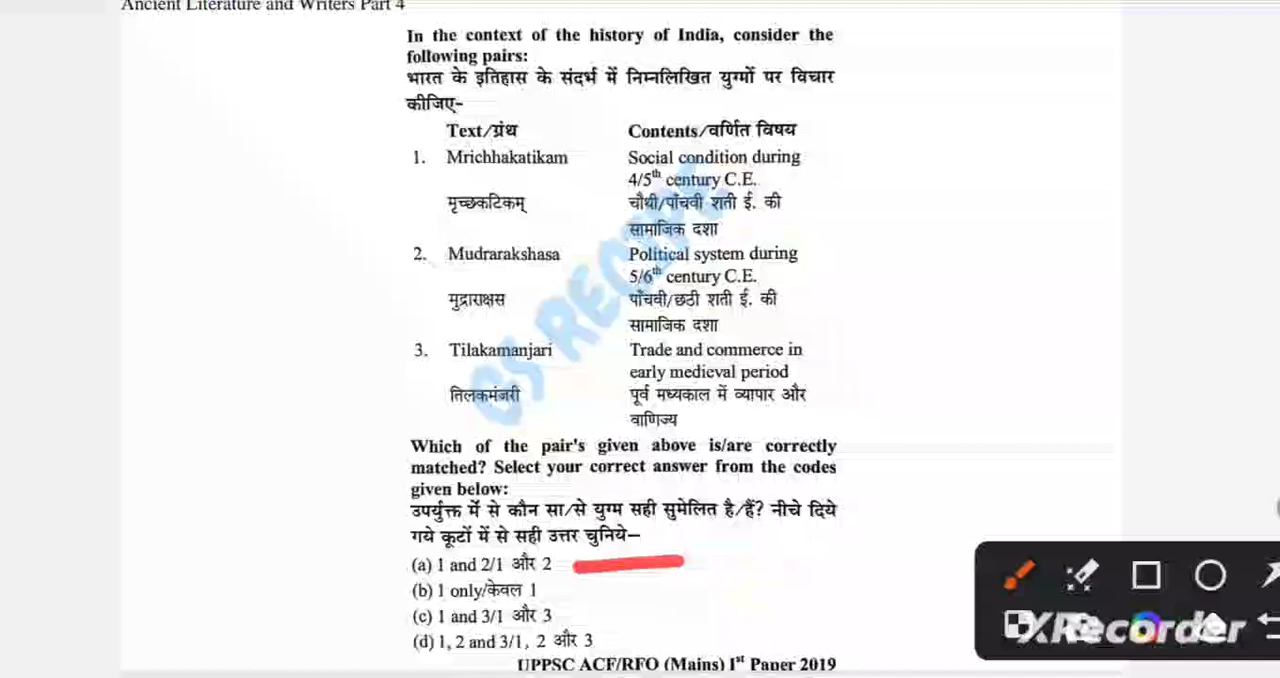 Ancient Literature and Writers Part 4
In the context of the history of India, consider the
following pairs:
भारत के इतिहास के संदर्भ में निम्नलिखित युग्मों पर विचार
कीजिए-
Text/ग्रंथ Contents/वर्णित विषय
1. Mrichhakatikam Social condition during
4/5th century C.E.
मृच्छकटिकम् चौथी/पाँचवी शती ई. की
सामाजिक दशा
2. Mudrarakshasa Political system during
5/6th century C.E.
मुद्राराक्षस पाँचवी/छठी शती ई. की
सामाजिक दशा
3. Tilakamanjari Trade and commerce in
early medieval period
तिलकमंजरी पूर्व मध्यकाल में व्यापार और
वाणिज्य
GS RECIPE
Which of the pair's given above is/are correctly
matched? Select your correct answer from the codes
given below:
उपर्युक्त में से कौन सा/से युग्म सही सुमेलित है/हैं? नीचे दिये
गये कूटों में से सही उत्तर चुनिये–
(a) 1 and 2/1 और 2
(b) 1 only/केवल 1
(c) 1 and 3/1 और 3
(d) 1, 2 and 3/1, 2 और 3
UPPSC ACF/RFO (Mains) Ist Paper 2019
XRecorder